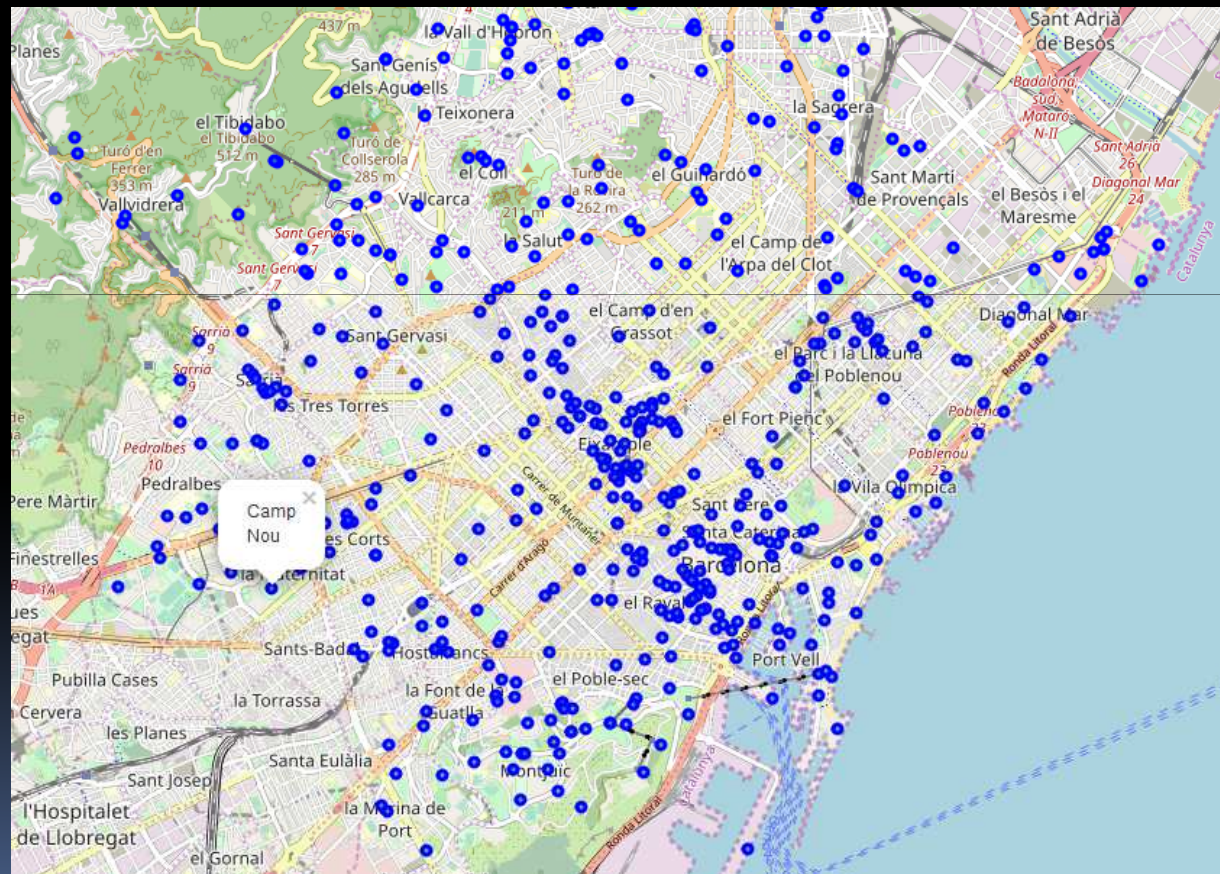 437 m
4
la Vall d'Hebron
Sant Adrià
de Besòs
Planes
Sant Genís
dels Agudells
Badalona,
sud,
Mataró
N-II
Teixonera
la Sagrera
el Tibidabo
el Tibidabo
512 m
Turó de
Collserola
285 m
Sant Adrià
26
Turó d'en
Ferrer
353 m
el Coll
Turó de
la Rovira
262 m
el Guinardó
Sant Martí
de Provençals
Diagonal Mar
24
Vallvidrera
Vallcarca
211 m
el Besòs i el
Maresme
Sant Gervasi
7
la Salut
el Camp de
l'Arpa del Clot
Catalunya
Sant Gervasi
7
el Camp d'en
Grassot
Diagonal Mar
Sarrià
9
Sant Gervasi
el Parc i la Llacuna
del Poblenou
Ronda Litoral
Sarrià
9
Sarrià
les Tres Torres
el Fort Pienc
Poblenou
23
Pedralbes
10
Eixample
Poblenou
23
Pedralbes
Pere Màrtir
Carrer de Muntaner
la Vila Olímpica
Camp
Nou
×
Sant Pere,
Santa Caterina
Finestrelles
les Corts
Carrer d'Aragó
Barcelona
B 1A
la Maternitat
el Raval
Ronda Litoral
ues
egat
Sants-Badal
Hostafrancs
Port Vell
Pubilla Cases
el Poble-sec
la Torrassa
la Font de la
Guatlla
Cervera
les Planes
Santa Eulàlia
Montjuïc
Catalunya
Sant Josep
l'Hospitalet
de Llobregat
la Marina de
Port
Ronda Litoral
el Gornal